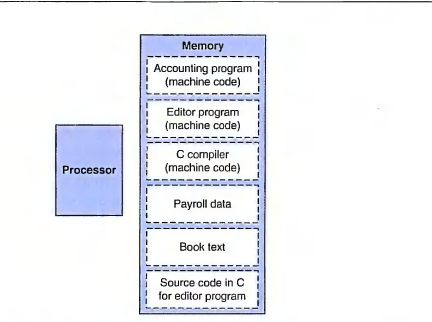 Memory
Accounting program
(machine code)
Editor program
(machine code)
C compiler
(machine code)
Processor
Payroll data
Book text
Source code in C
for editor program